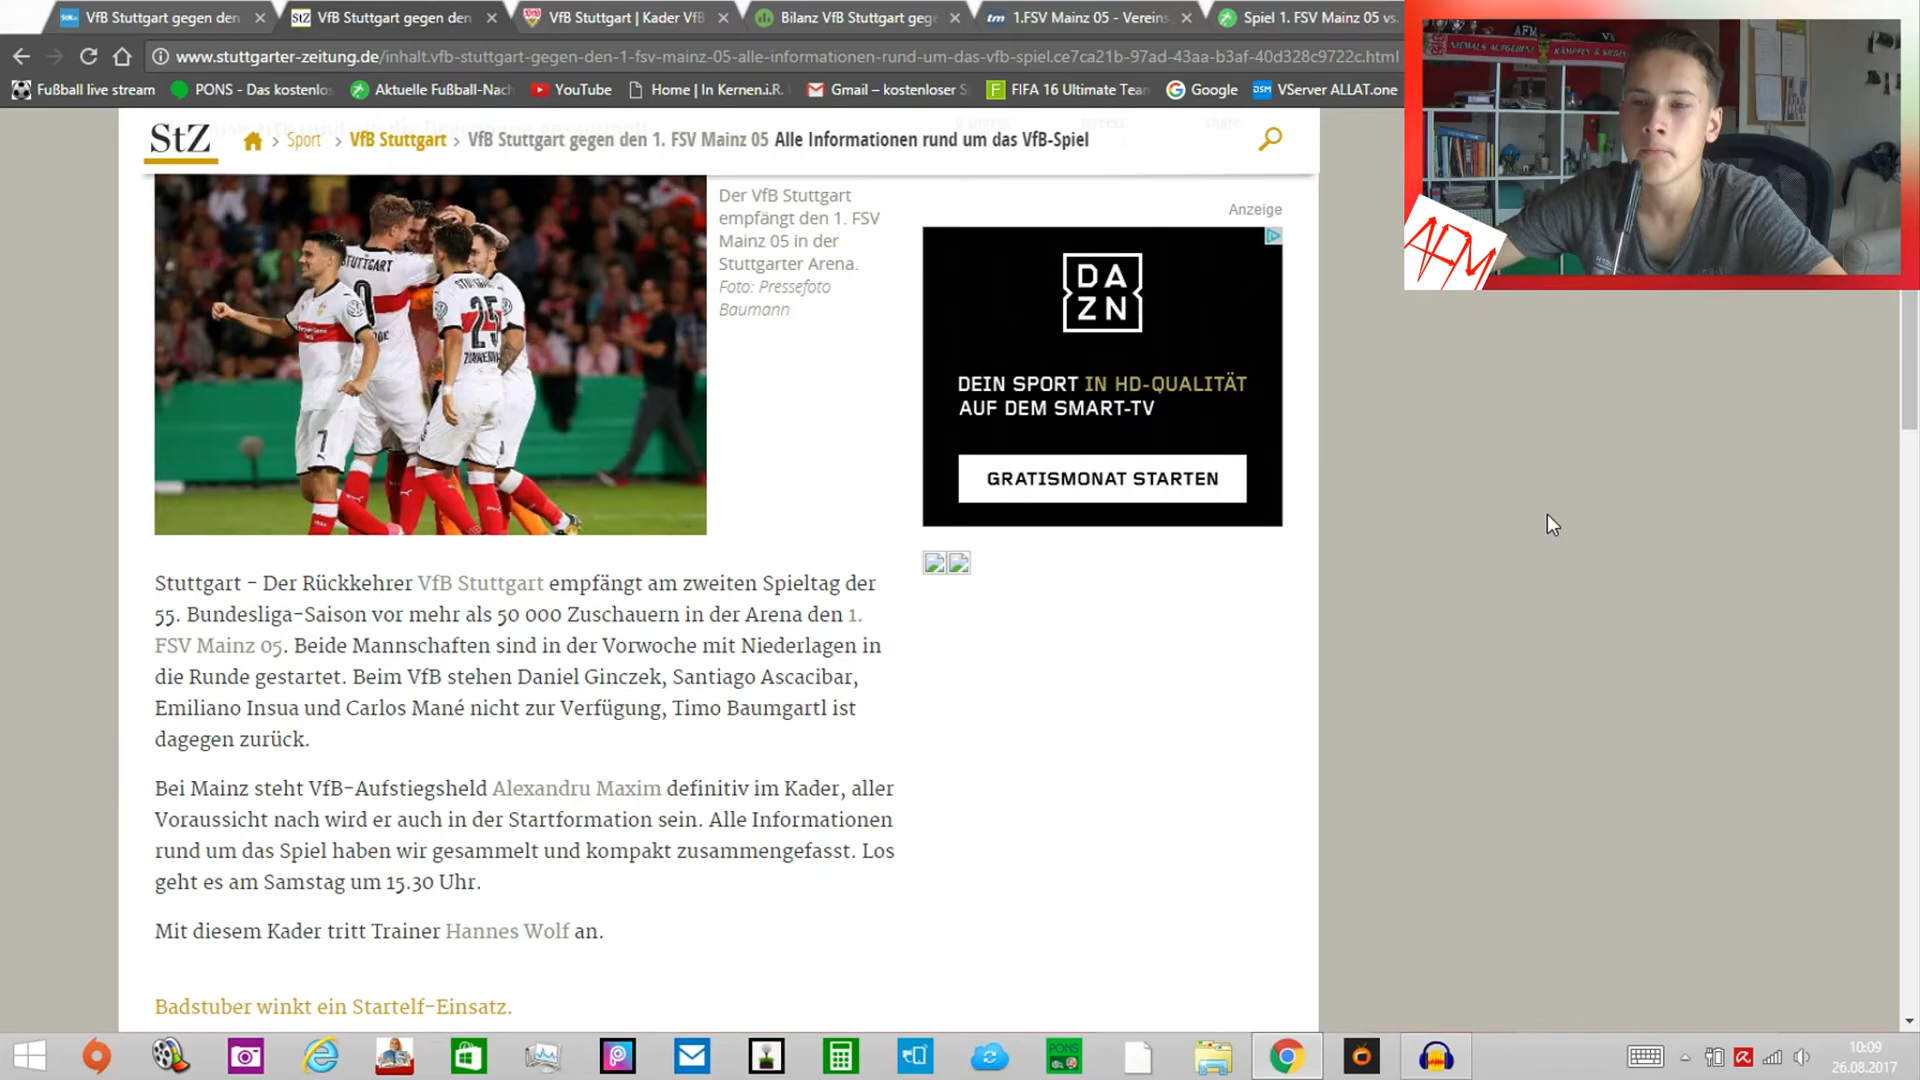 VfB Stuttgart gegen den
VfB Stuttgart gegen den
VfB Stuttgart | Kader VfB
Bilanz VfB Stuttgart gege
1.FSV Mainz 05 - Vereins
Spiel 1. FSV Mainz 05 vs.
www.stuttgarter-zeitung.de/inhalt.vfb-stuttgart-gegen-den-1-fsv-mainz-05-alle-informationen-rund-um-das-vfb-spiel.ce7ca21b-97ad-43aa-b3af-40d328c9722c.html
Fußball live stream
PONS - Das kostenlos
Aktuelle Fußball-Nach
YouTube
Home | In Kernen.i.R.
Gmail – kostenloser S
FIFA 16 Ultimate Tean
Google
VServer ALLAT.one
StZ
Sport > VfB Stuttgart > VfB Stuttgart gegen den 1. FSV Mainz 05 Alle Informationen rund um das VfB-Spiel
Der VfB Stuttgart
empfängt den 1. FSV
Mainz 05 in der
Stuttgarter Arena.
Foto: Pressefoto
Baumann
Anzeige
DA
ZN
DEIN SPORT IN HD-QUALITÄT
AUF DEM SMART-TV
GRATISMONAT STARTEN
STUTTGART
25
7
Stuttgart – Der Rückkehrer VfB Stuttgart empfängt am zweiten Spieltag der
55. Bundesliga-Saison vor mehr als 50 000 Zuschauern in der Arena den 1.
FSV Mainz 05. Beide Mannschaften sind in der Vorwoche mit Niederlagen in
die Runde gestartet. Beim VfB stehen Daniel Ginczek, Santiago Ascacibar,
Emiliano Insua und Carlos Mané nicht zur Verfügung, Timo Baumgartl ist
dagegen zurück.
Bei Mainz steht VfB-Aufstiegsheld Alexandru Maxim definitiv im Kader, aller
Voraussicht nach wird er auch in der Startformation sein. Alle Informationen
rund um das Spiel haben wir gesammelt und kompakt zusammengefasst. Los
geht es am Samstag um 15.30 Uhr.
Mit diesem Kader tritt Trainer Hannes Wolf an.
Badstuber winkt ein Startelf-Einsatz.
AFM
NIEMALS AUFGEBEN!
KÄMPFEN & SIEGEN
AFM
PONS
10:09
26.08.2017